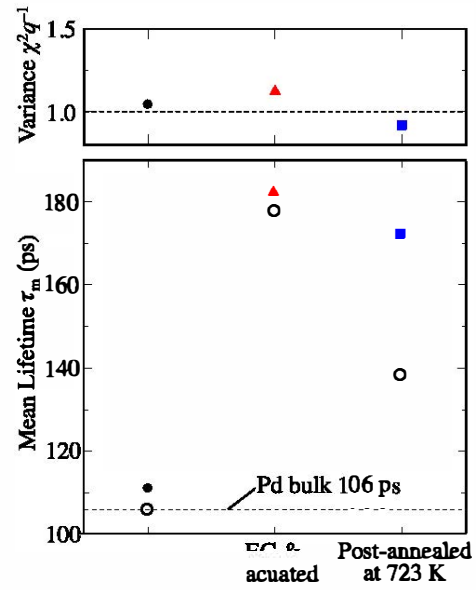 Variance χ²q⁻¹
1.5
1.0
Mean Lifetime τm (ps)
180
160
140
120
100
Pd bulk 106 ps
acuated
Post-annealed
at 723 K